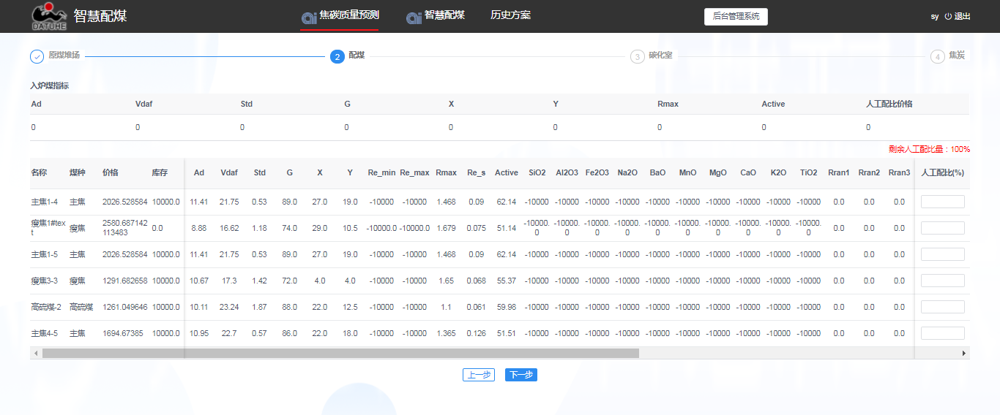 DATUHE 智慧配煤 ai 焦碳质量预测 ai 智慧配煤 历史方案 后台管理系统 sy 退出
原煤堆场 2 配煤 3 碳化室 4 焦炭
入炉煤指标
Ad Vdaf Std G X Y Rmax Active 人工配比价格
0 0 0 0 0 0 0 0 0
剩余人工配比量：100%
名称 煤种 价格 库存 Ad Vdaf Std G X Y Re_min Re_max Rmax Re_s Active SiO2 Al2O3 Fe2O3 Na2O BaO MnO MgO CaO K2O TiO2 Rran1 Rran2 Rran3 人工配比(%)
主焦1-4 主焦 2026.528584 10000.0 11.41 21.75 0.53 89.0 27.0 19.0 -10000 -10000 1.468 0.09 62.14 -10000 -10000 -10000 -10000 -10000 -10000 -10000 -10000 -10000 -10000 0.0 0.0 0.0
瘦焦1#tex 2580.687142 -10000. -10000. -10000. -10000. -10000. -10000. -10000. -10000. -10000. -10000.
瘦焦 0.0 8.88 16.62 1.18 74.0 29.0 10.5 -10000.0 -10000.0 1.679 0.075 51.14 0.0 0.0 0.0
t 113483 0 0 0 0 0 0 0 0 0 0
主焦1-5 主焦 2026.528584 10000.0 11.41 21.75 0.53 89.0 27.0 19.0 -10000 -10000 1.468 0.09 62.14 -10000 -10000 -10000 -10000 -10000 -10000 -10000 -10000 -10000 -10000 0.0 0.0 0.0
瘦焦3-3 瘦焦 1291.682658 10000.0 10.67 17.3 1.42 72.0 4.0 4.0 -10000 -10000 1.65 0.068 55.37 -10000 -10000 -10000 -10000 -10000 -10000 -10000 -10000 -10000 -10000 0.0 0.0 0.0
高硫煤-2 高硫煤 1261.049646 10000.0 10.11 23.24 1.87 88.0 22.0 12.5 -10000 -10000 1.1 0.061 59.98 -10000 -10000 -10000 -10000 -10000 -10000 -10000 -10000 -10000 -10000 0.0 0.0 0.0
主焦4-5 主焦 1694.67385 10000.0 10.95 22.7 0.57 86.0 22.0 18.0 -10000 -10000 1.365 0.126 51.51 -10000 -10000 -10000 -10000 -10000 -10000 -10000 -10000 -10000 -10000 0.0 0.0 0.0
上一步 下一步